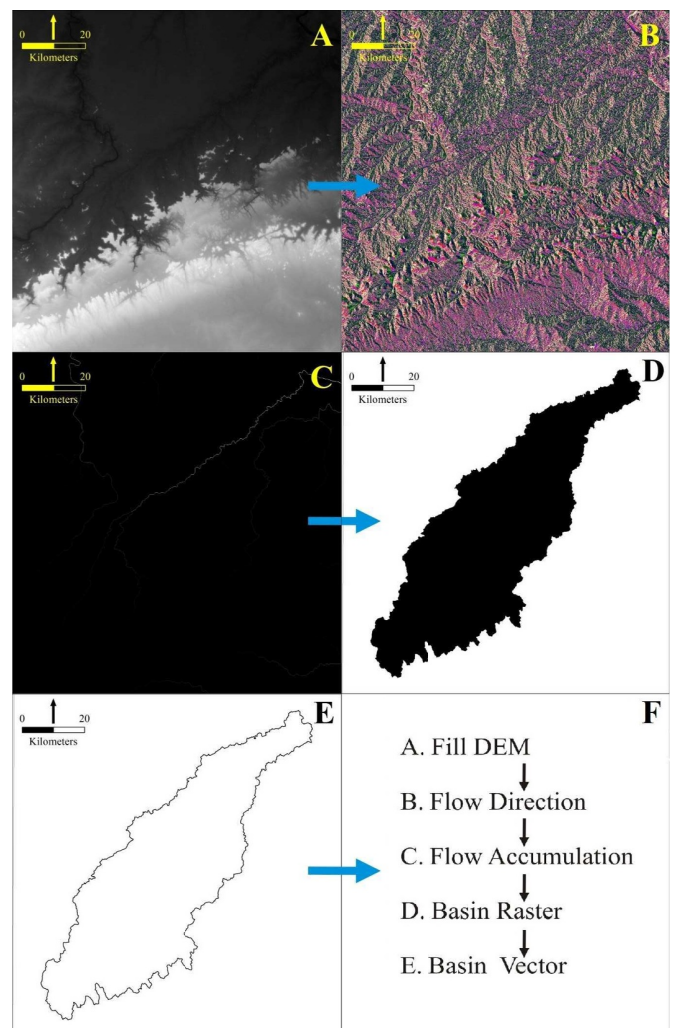 A
0 20
Kilometers
B
0 20
Kilometers
C
0 20
Kilometers
D
0 20
Kilometers
E
0 20
Kilometers
F
A. Fill DEM
B. Flow Direction
C. Flow Accumulation
D. Basin Raster
E. Basin Vector